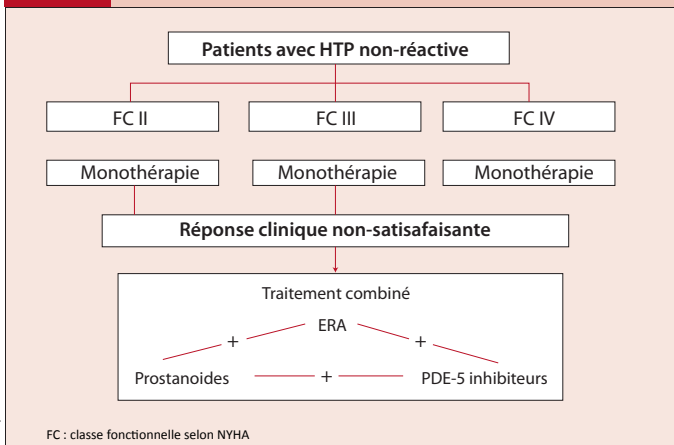 Patients avec HTP non-réactive
FC II FC III FC IV
Monothérapie Monothérapie Monothérapie
Réponse clinique non-satisafaisante
Traitement combiné
ERA
+ +
Prostanoides + PDE-5 inhibiteurs
FC : classe fonctionnelle selon NYHA